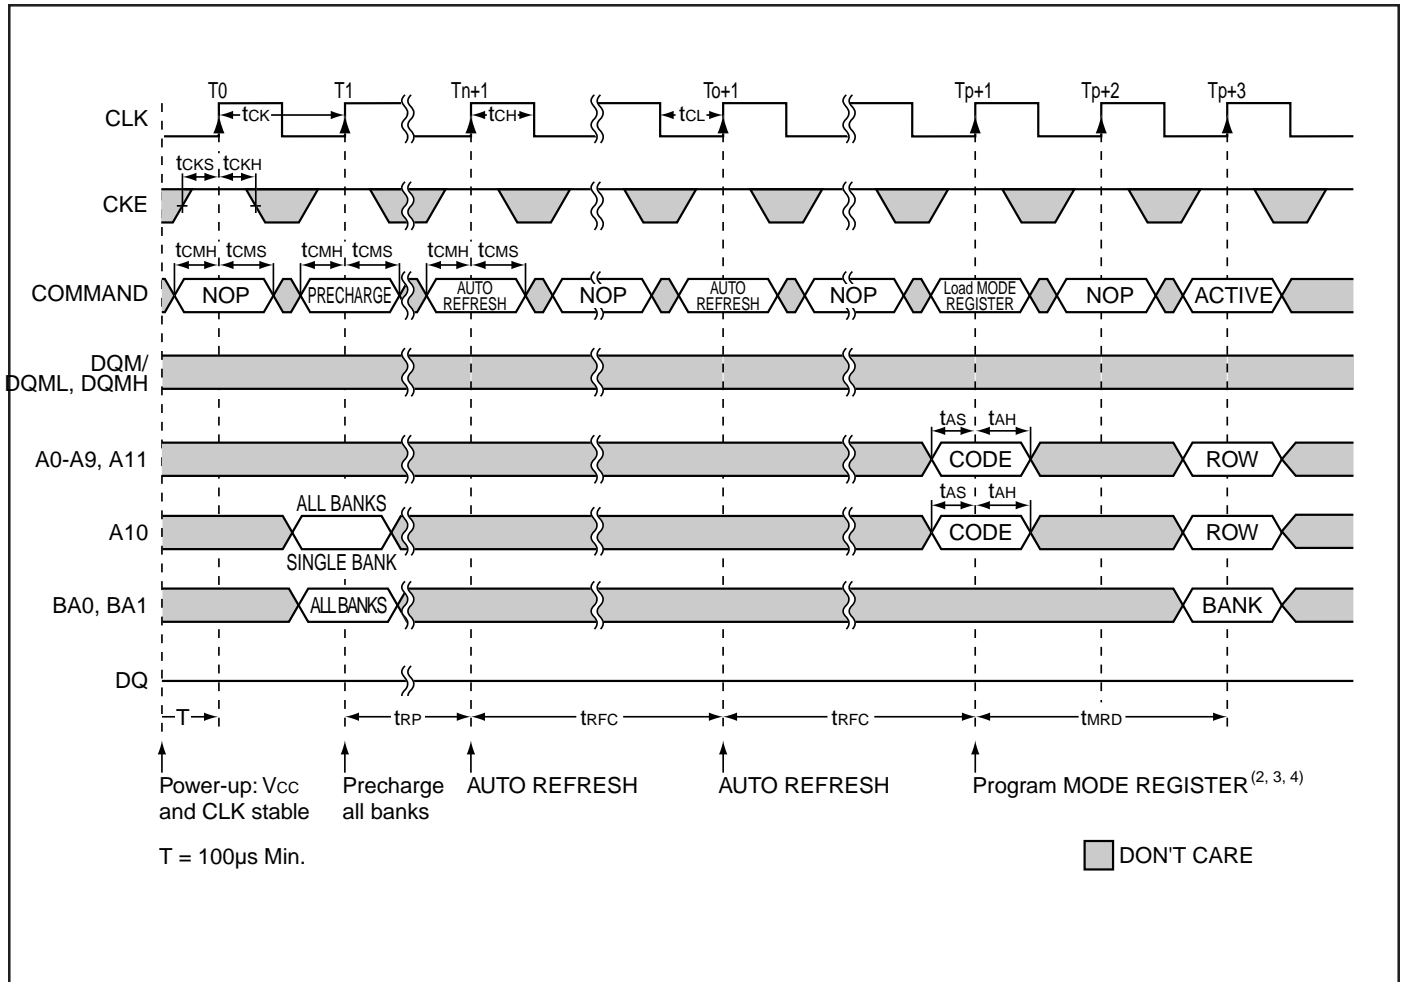 T0 T1 Tn+1 To+1 Tp+1 Tp+2 Tp+3
CLK tCK tCH tCL
tCKS tCKH
CKE
tCMH tCMS tCMH tCMS tCMH tCMS
COMMAND NOP PRECHARGE AUTO REFRESH NOP AUTO REFRESH NOP Load MODE REGISTER NOP ACTIVE
DQM/
DQML, DQMH
tAS tAH
A0-A9, A11 CODE ROW
ALL BANKS tAS tAH
A10 CODE ROW
SINGLE BANK
BA0, BA1 ALL BANKS BANK
DQ
T tRP tRFC tRFC tMRD
Power-up: VCC
and CLK stable
Precharge
all banks
AUTO REFRESH
AUTO REFRESH
Program MODE REGISTER (2, 3, 4)
T = 100µs Min.
DON'T CARE